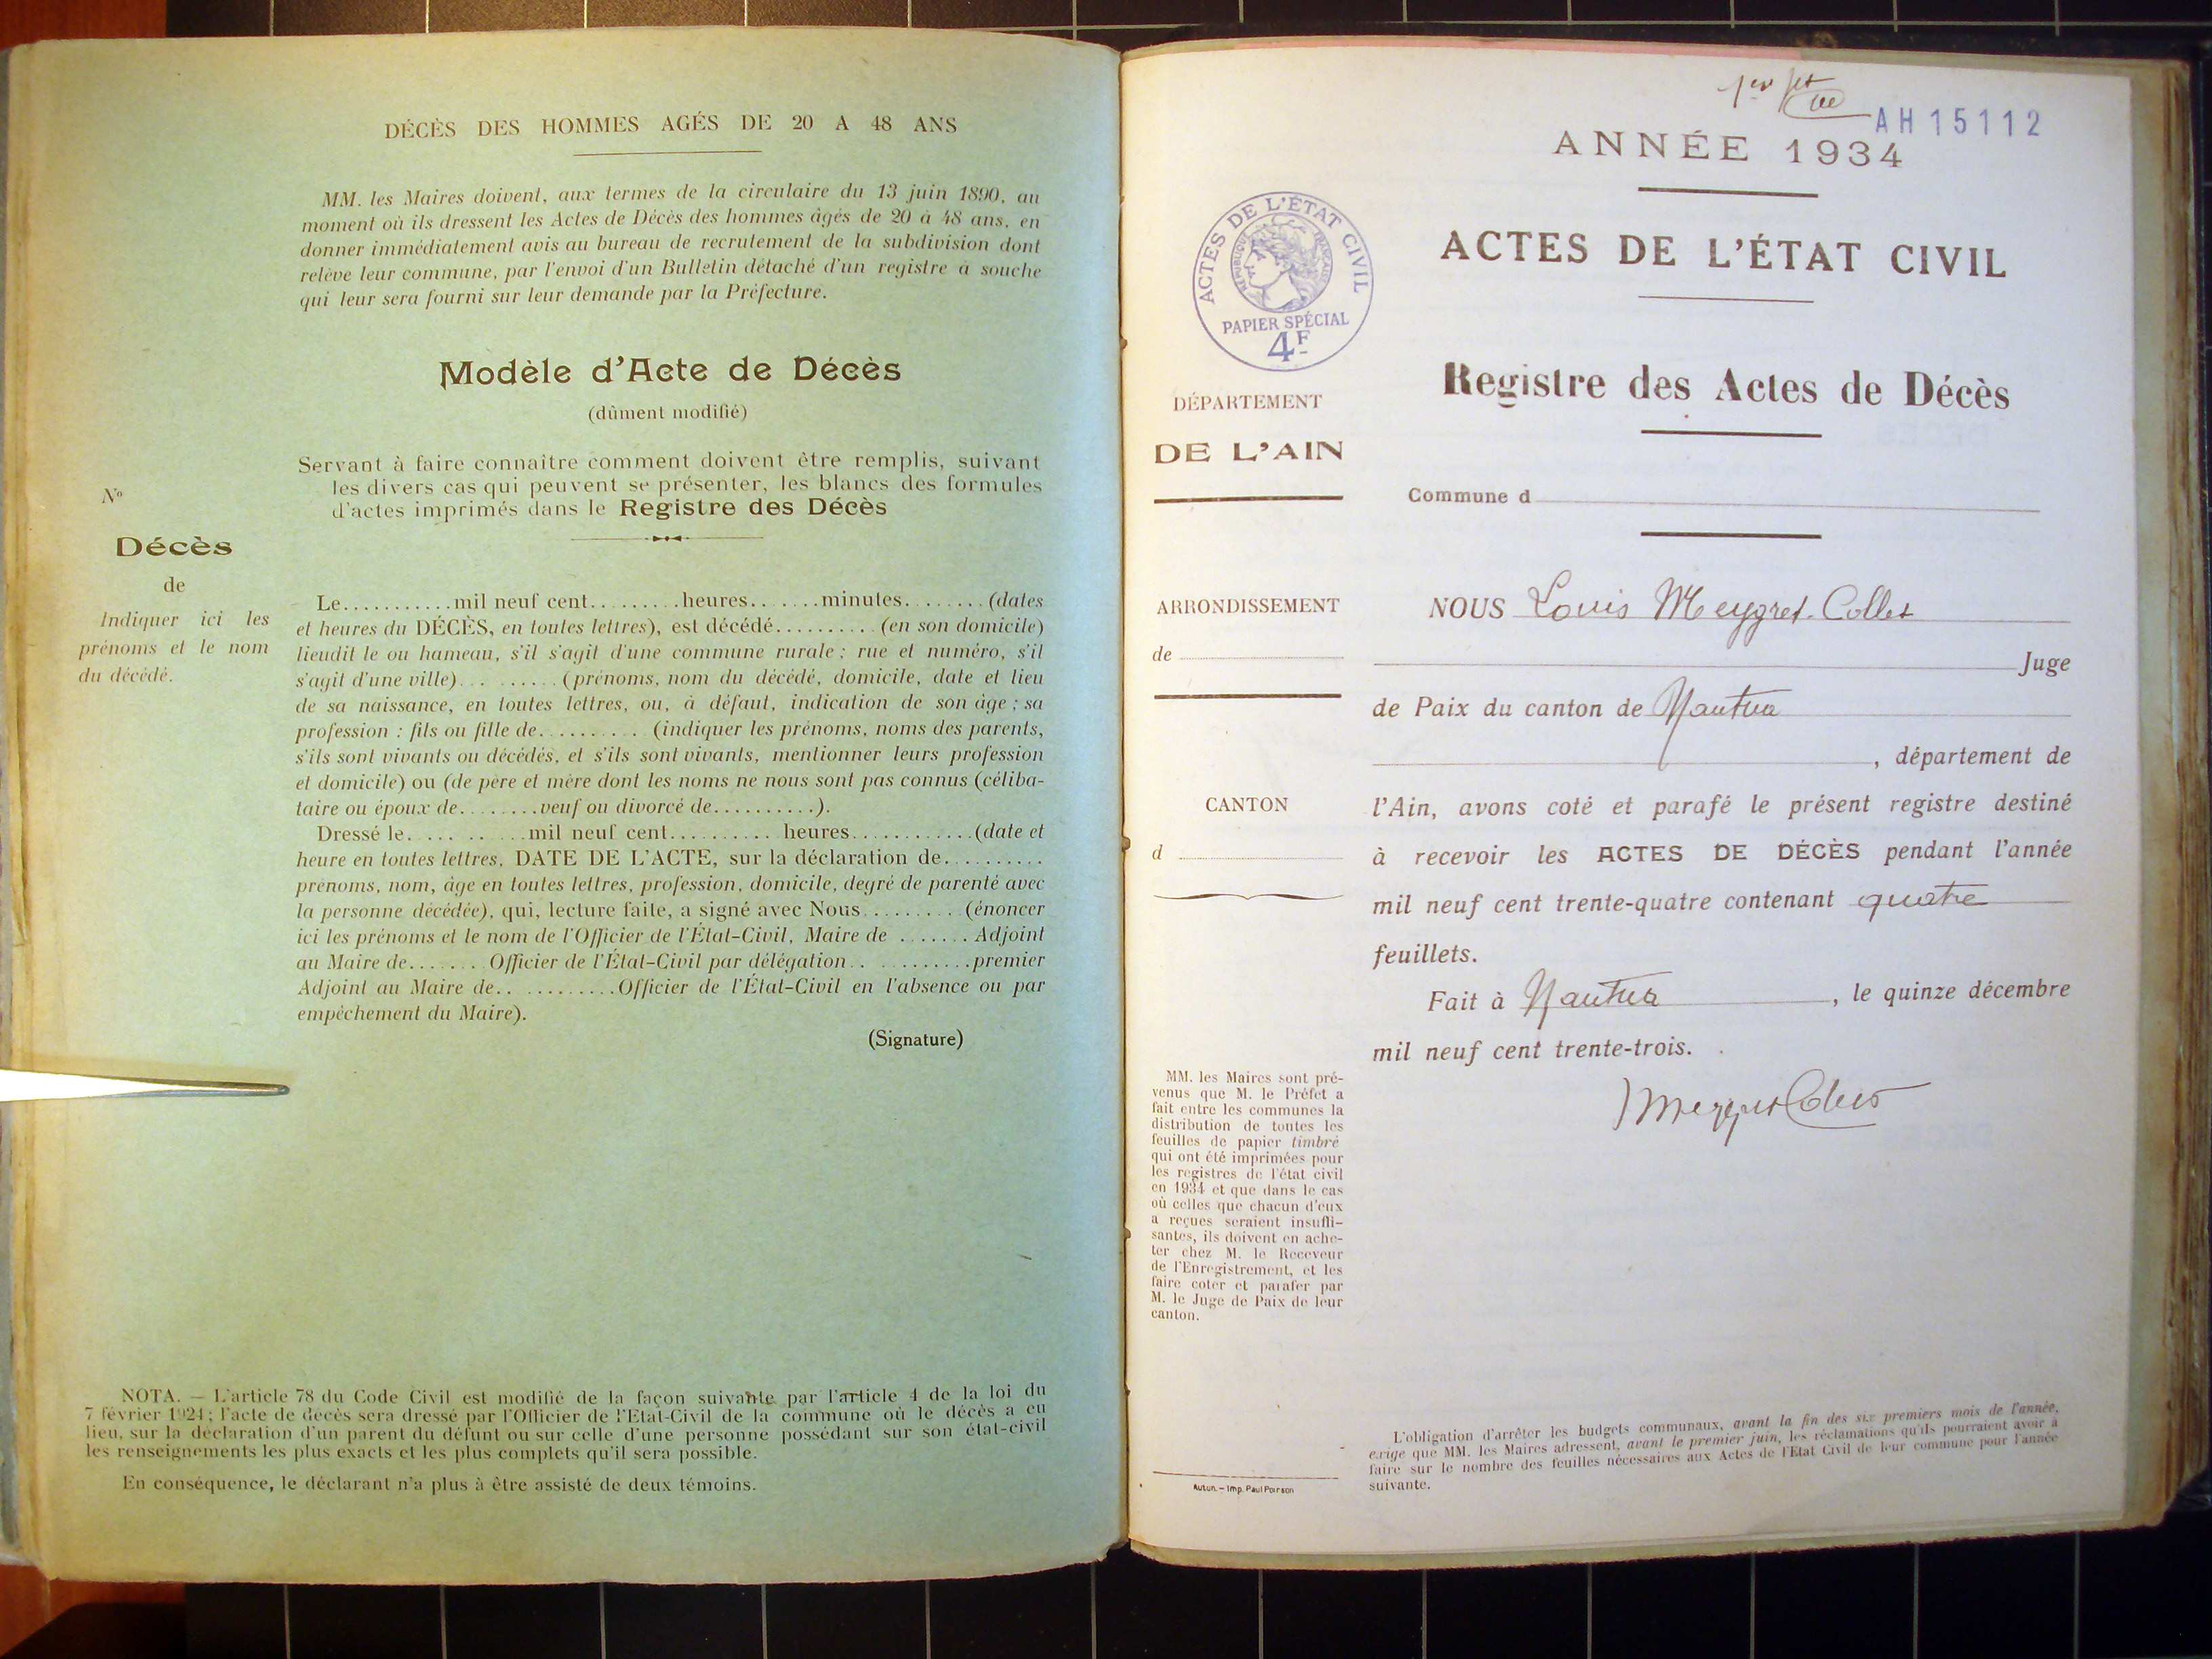 DÉCÈS DES HOMMES AGÉS DE 20 A 48 ANS
MM. les Maires doivent, aux termes de la circulaire du 13 juin 1890, au
moment où ils dressent les Actes de Décès des hommes âgés de 20 à 48 ans, en
donner immédiatement avis au bureau de recrutement de la subdivision dont
relève leur commune, par l'envoi d'un Bulletin détaché d'un registre à souche
qui leur sera fourni sur leur demande par la Préfecture.
Modèle d'Acte de Décès
(dûment modifié)
Servant à faire connaître comment doivent être remplis, suivant
les divers cas qui peuvent se présenter, les blancs des formules
d'actes imprimés dans le Registre des Décès
N°
Décès
de
Indiquer ici les
prénoms et le nom
du décédé.
Le...........mil neuf cent.........heures.......minutes........(dates
et heures du DÉCÈS, en toutes lettres), est décédé..........(en son domicile)
lieudit le ou hameau, s'il s'agit d'une commune rurale ; rue et numéro, s'il
s'agit d'une ville).. ......(prénoms, nom du décédé, domicile, date et lieu
de sa naissance, en toutes lettres, ou, à défaut, indication de son âge ; sa
profession : fils ou fille de..........(indiquer les prénoms, noms des parents,
s'ils sont vivants ou décédés, et s'ils sont vivants, mentionner leurs profession
et domicile) ou (de père et mère dont les noms ne nous sont pas connus (céliba-
taire ou époux de........veuf ou divorcé de..........).
Dressé le..............mil neuf cent.......... heures............(date et
heure en toutes lettres, DATE DE L'ACTE, sur la déclaration de..........
prénoms, nom, âge en toutes lettres, profession, domicile, degré de parenté avec
la personne décédée), qui, lecture faite, a signé avec Nous..........(énoncer
ici les prénoms et le nom de l'Officier de l'État-Civil, Maire de .......Adjoint
au Maire de....... Officier de l'État-Civil par délégation.. ..........premier
Adjoint au Maire de.. .........Officier de l'État-Civil en l'absence ou par
empêchement du Maire).
(Signature)
NOTA. — L'article 78 du Code Civil est modifié de la façon suivante par l'article 4 de la loi du
7 février 1924 ; l'acte de décès sera dressé par l'Officier de l'Etat-Civil de la commune où le décès a eu
lieu, sur la déclaration d'un parent du défunt ou sur celle d'une personne possédant sur son état-civil
les renseignements les plus exacts et les plus complets qu'il sera possible.
En conséquence, le déclarant n'a plus à être assisté de deux témoins.
AH15112
ANNÉE 1934
ACTES DE L'ÉTAT CIVIL
RÉPUBLIQUE FRANÇAISE
PAPIER SPÉCIAL
4F
ACTES DE L'ÉTAT CIVIL
Registre des Actes de Décès
DÉPARTEMENT
DE L'AIN
Commune d
ARRONDISSEMENT
de
CANTON
d
NOUS Louis Meygret-Collet
Juge
de Paix du canton de Nantua
, département de
l'Ain, avons coté et parafé le présent registre destiné
à recevoir les ACTES DE DÉCÈS pendant l'année
mil neuf cent trente-quatre contenant quatre
feuillets.
Fait à Nantua, le quinze décembre
mil neuf cent trente-trois.
MM. les Maires sont pré-
venus que M. le Préfet a
fait entre les communes la
distribution de toutes les
feuilles de papier timbré
qui ont été imprimées pour
les registres de l'état civil
en 1934 et que dans le cas
où celles que chacun d'eux
a reçues seraient insuffi-
santes, ils doivent en ache-
ter chez M. le Receveur
de l'Enregistrement, et les
faire coter et parafer par
M. le Juge de Paix de leur
canton.
Autun. – Imp. Paul Poirson
L'obligation d'arrêter les budgets communaux, avant la fin des six premiers mois de l'année,
exige que MM. les Maires adressent, avant le premier juin, les réclamations qu'ils pourraient avoir à
faire sur le nombre des feuilles nécessaires aux Actes de l'Etat Civil de leur commune pour l'année
suivante.